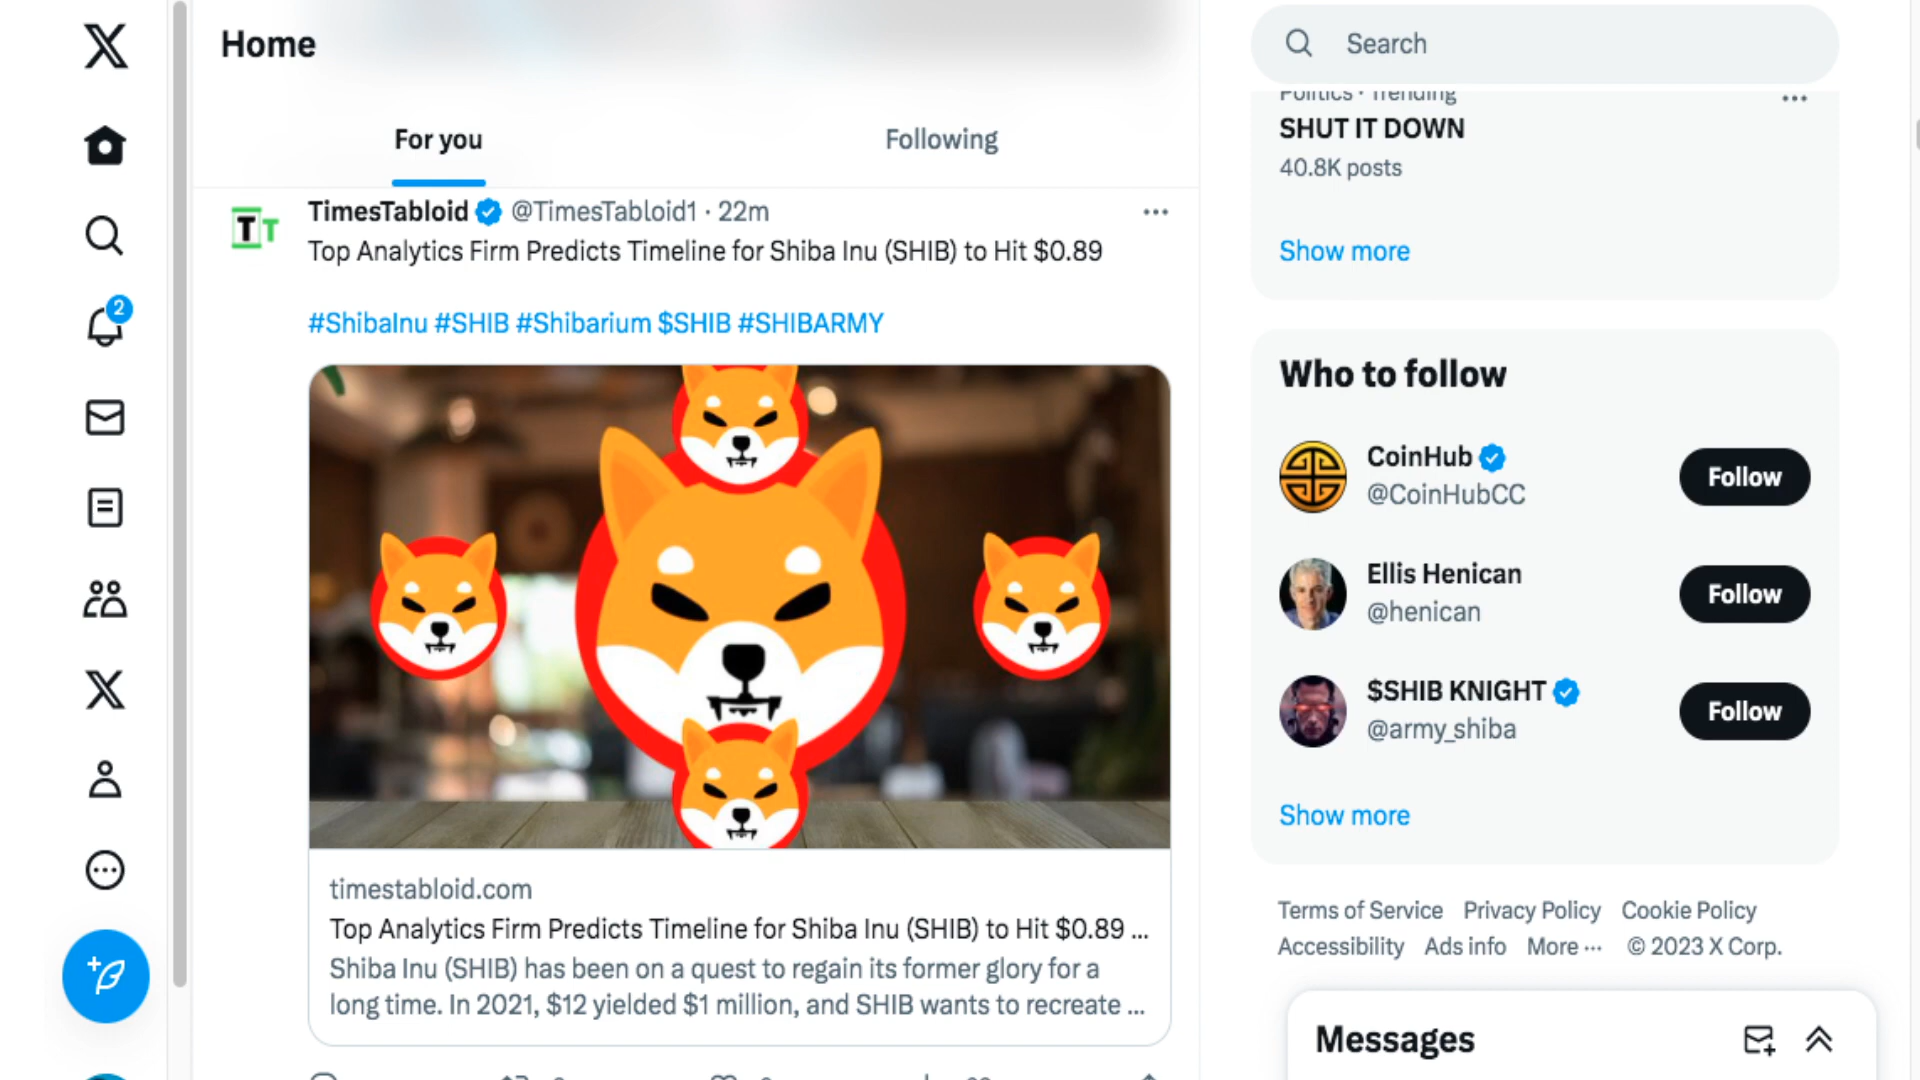 Home
For you
Following
TimesTabloid @TimesTabloid1 · 22m
Top Analytics Firm Predicts Timeline for Shiba Inu (SHIB) to Hit $0.89
#ShibaInu #SHIB #Shibarium $SHIB #SHIBARMY
timestabloid.com
Top Analytics Firm Predicts Timeline for Shiba Inu (SHIB) to Hit $0.89 ...
Shiba Inu (SHIB) has been on a quest to regain its former glory for a
long time. In 2021, $12 yielded $1 million, and SHIB wants to recreate ...
2
TT
Search
Politics · Trending
SHUT IT DOWN
40.8K posts
Show more
Who to follow
CoinHub
@CoinHubCC
Follow
Ellis Henican
@henican
Follow
$SHIB KNIGHT
@army_shiba
Follow
Show more
Terms of Service Privacy Policy Cookie Policy
Accessibility Ads info More ··· © 2023 X Corp.
Messages